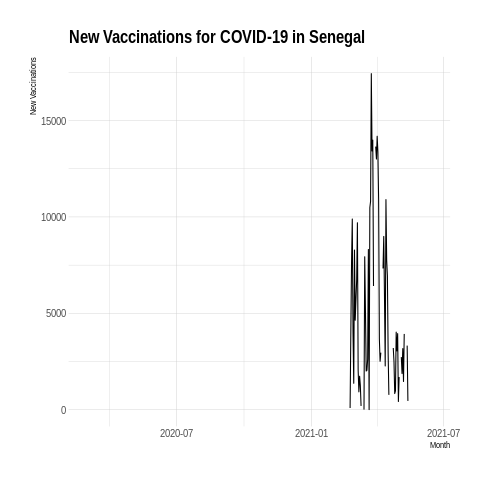 New Vaccinations for COVID-19 in Senegal
New Vaccinations
15000
10000
5000
0
2020-07
2021-01
2021-07
Month